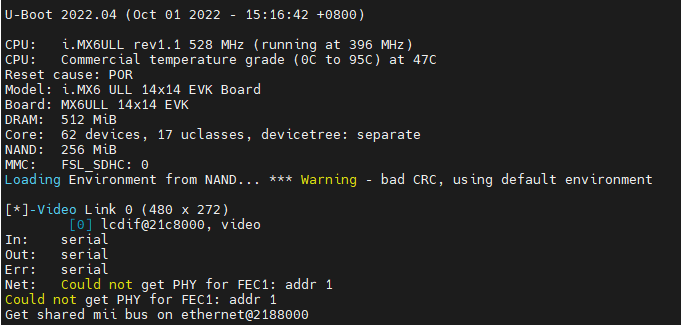 U-Boot 2022.04 (Oct 01 2022 - 15:16:42 +0800)
CPU:   i.MX6ULL rev1.1 528 MHz (running at 396 MHz)
CPU:   Commercial temperature grade (0C to 95C) at 47C
Reset cause: POR
Model: i.MX6 ULL 14x14 EVK Board
Board: MX6ULL 14x14 EVK
DRAM:  512 MiB
Core:  62 devices, 17 uclasses, devicetree: separate
NAND:  256 MiB
MMC:   FSL_SDHC: 0
Loading Environment from NAND... *** Warning - bad CRC, using default environment
[*]-Video Link 0 (480 x 272)
[0] lcdif@21c8000, video
In:    serial
Out:   serial
Err:   serial
Net:   Could not get PHY for FEC1: addr 1
Could not get PHY for FEC1: addr 1
Get shared mii bus on ethernet@2188000